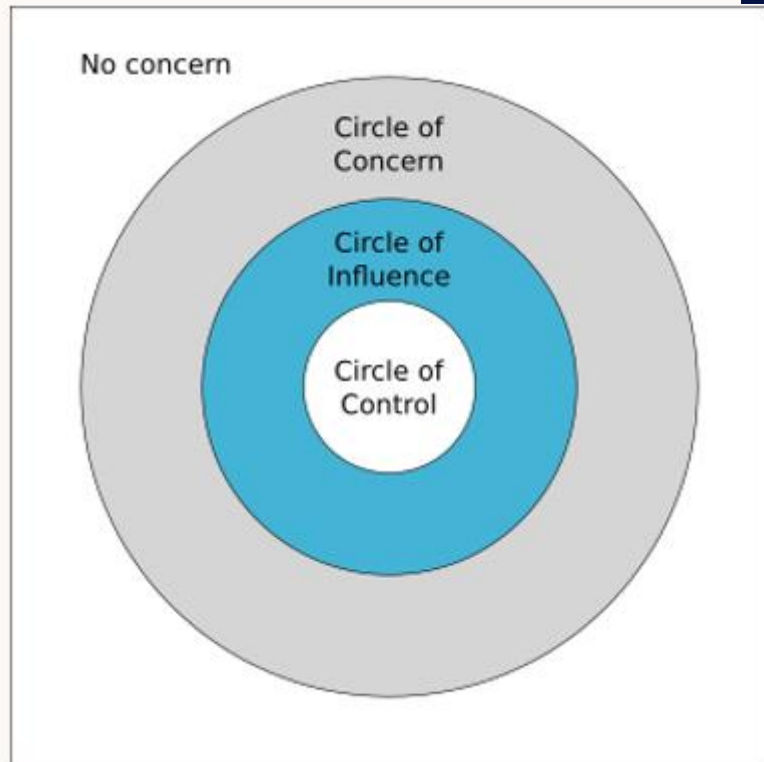 No concern
Circle of
Concern
Circle of
Influence
Circle of
Control